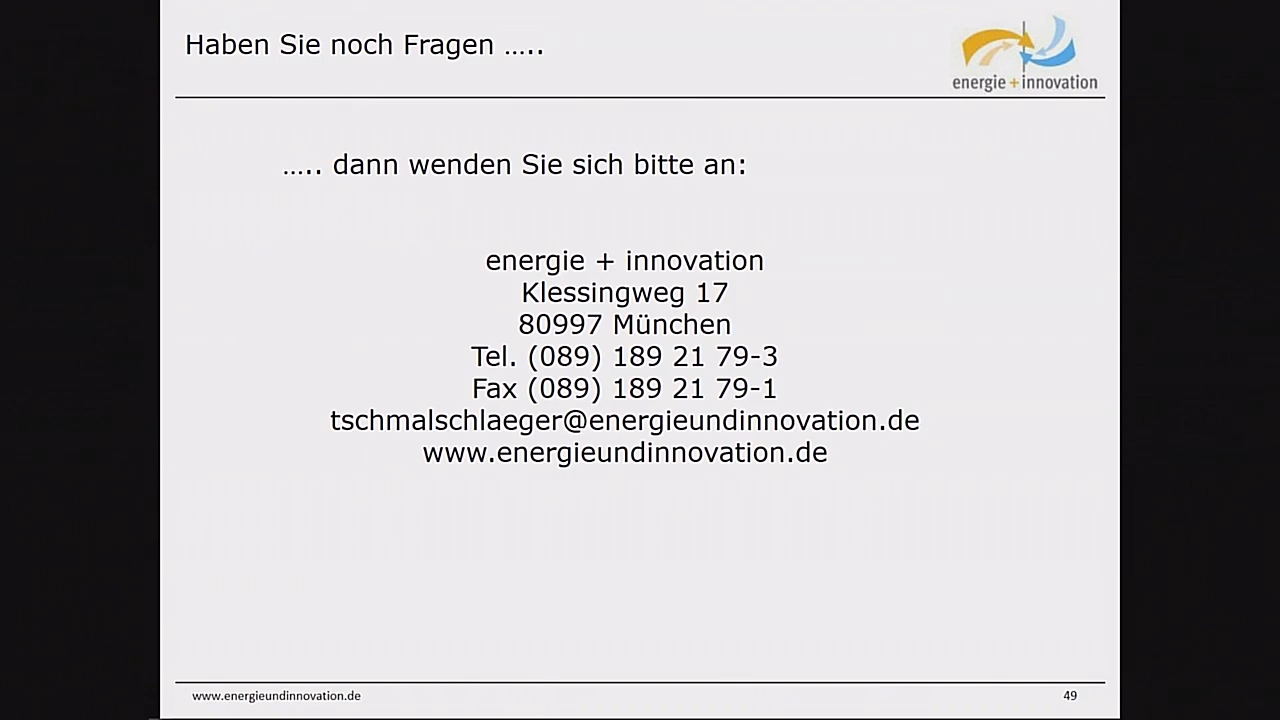 Haben Sie noch Fragen .....
energie + innovation
..... dann wenden Sie sich bitte an:
energie + innovation
Klessingweg 17
80997 München
Tel. (089) 189 21 79-3
Fax (089) 189 21 79-1
tschmalschlaeger@energieundinnovation.de
www.energieundinnovation.de
www.energieundinnovation.de
49